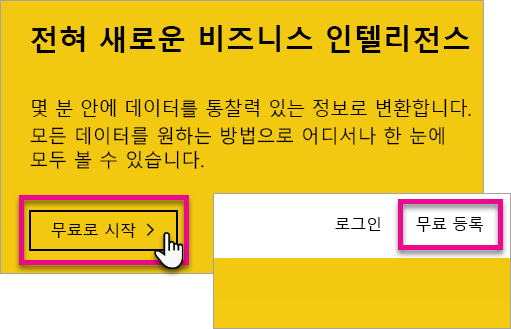 전혀 새로운 비즈니스 인텔리전스
몇 분 안에 데이터를 통찰력 있는 정보로 변환합니다.
모든 데이터를 원하는 방법으로 어디서나 한 눈에
모두 볼 수 있습니다.
무료로 시작 >
로그인 무료 등록